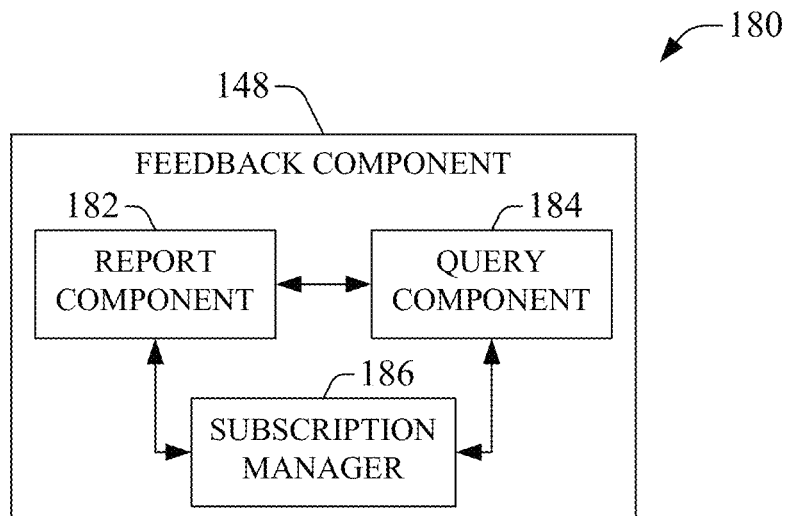 180
148
FEEDBACK COMPONENT
182
184
REPORT
COMPONENT
QUERY
COMPONENT
186
SUBSCRIPTION
MANAGER